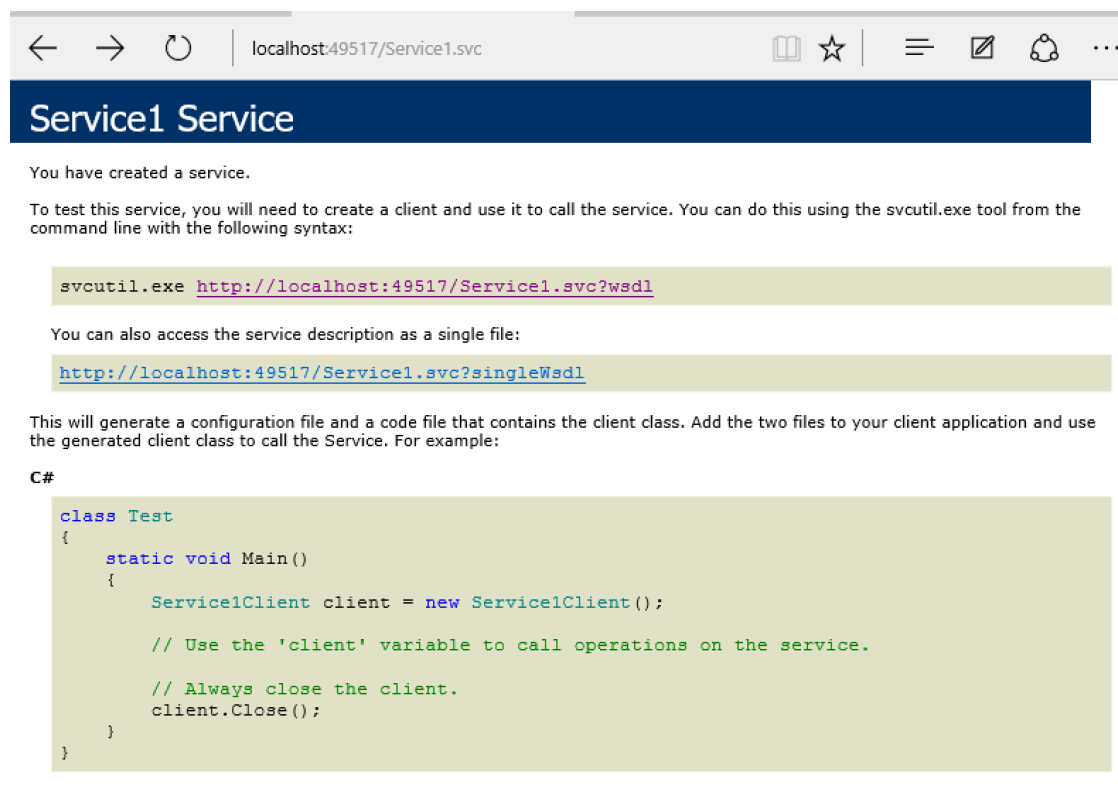 localhost:49517/Service1.svc
Service1 Service
You have created a service.
To test this service, you will need to create a client and use it to call the service. You can do this using the svcutil.exe tool from the
command line with the following syntax:
svcutil.exe http://localhost:49517/Service1.svc?wsdl
You can also access the service description as a single file:
http://localhost:49517/Service1.svc?singleWsdl
This will generate a configuration file and a code file that contains the client class. Add the two files to your client application and use
the generated client class to call the Service. For example:
C#
class Test
{
    static void Main()
    {
        Service1Client client = new Service1Client();
        // Use the 'client' variable to call operations on the service.
        // Always close the client.
        client.Close();
    }
}